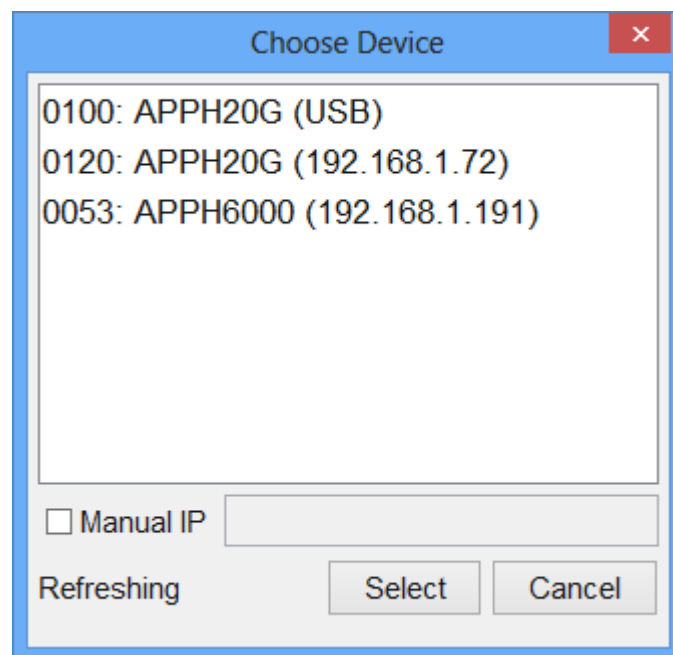 Choose Device
0100: APPH20G (USB)
0120: APPH20G (192.168.1.72)
0053: APPH6000 (192.168.1.191)
Manual IP
Refreshing Select Cancel